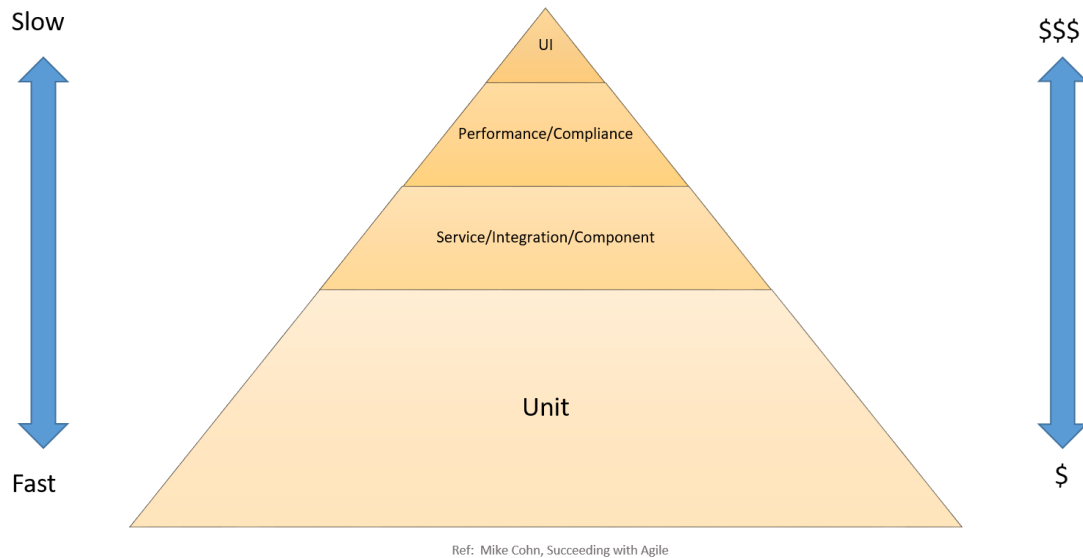 Slow
$$$
UI
Performance/Compliance
Service/Integration/Component
Unit
Fast
$
Ref: Mike Cohn, Succeeding with Agile